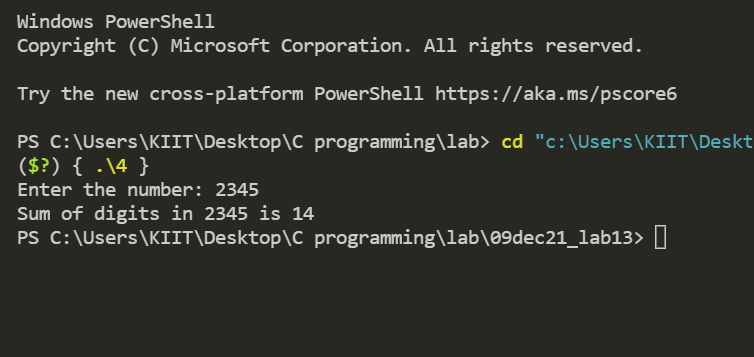 Windows PowerShell
Copyright (C) Microsoft Corporation. All rights reserved.
Try the new cross-platform PowerShell https://aka.ms/pscore6
PS C:\Users\KIIT\Desktop\C programming\lab> cd "c:\Users\KIIT\Deskt
($?) { .\4 }
Enter the number: 2345
Sum of digits in 2345 is 14
PS C:\Users\KIIT\Desktop\C programming\lab\09dec21_lab13>